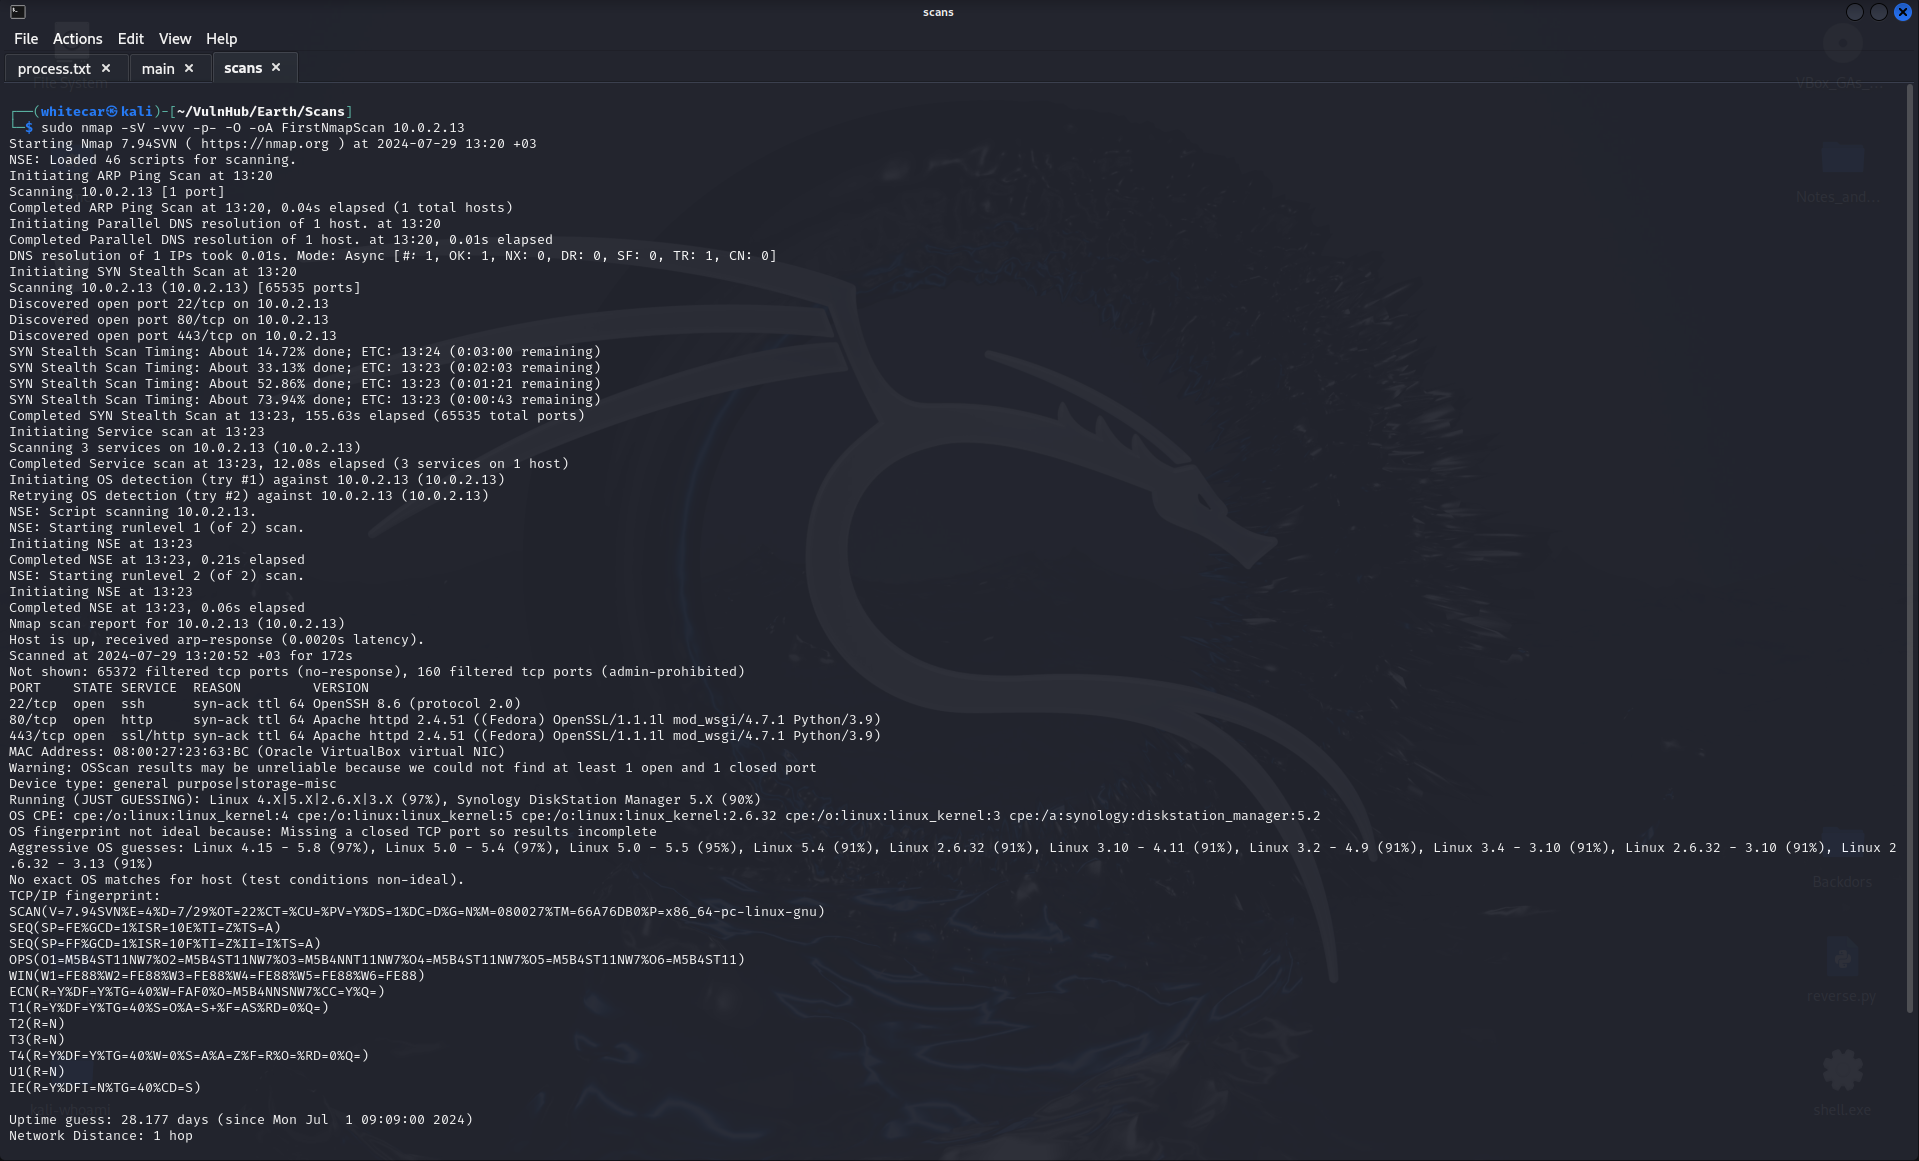 scans
File Actions Edit View Help
process.txt × main × scans ×
File System
VBox_GAs_...
┌──(whitecar㉿kali)-[~/VulnHub/Earth/Scans]
└─$ sudo nmap -sV -vvv -p- -O -oA FirstNmapScan 10.0.2.13
Starting Nmap 7.94SVN ( https://nmap.org ) at 2024-07-29 13:20 +03
NSE: Loaded 46 scripts for scanning.
Initiating ARP Ping Scan at 13:20
Scanning 10.0.2.13 [1 port]
Notes_and...
Completed ARP Ping Scan at 13:20, 0.04s elapsed (1 total hosts)
Initiating Parallel DNS resolution of 1 host. at 13:20
Completed Parallel DNS resolution of 1 host. at 13:20, 0.01s elapsed
DNS resolution of 1 IPs took 0.01s. Mode: Async [#: 1, OK: 1, NX: 0, DR: 0, SF: 0, TR: 1, CN: 0]
Initiating SYN Stealth Scan at 13:20
Scanning 10.0.2.13 (10.0.2.13) [65535 ports]
Discovered open port 22/tcp on 10.0.2.13
Discovered open port 80/tcp on 10.0.2.13
Discovered open port 443/tcp on 10.0.2.13
SYN Stealth Scan Timing: About 14.72% done; ETC: 13:24 (0:03:00 remaining)
SYN Stealth Scan Timing: About 33.13% done; ETC: 13:23 (0:02:03 remaining)
SYN Stealth Scan Timing: About 52.86% done; ETC: 13:23 (0:01:21 remaining)
SYN Stealth Scan Timing: About 73.94% done; ETC: 13:23 (0:00:43 remaining)
Completed SYN Stealth Scan at 13:23, 155.63s elapsed (65535 total ports)
Initiating Service scan at 13:23
Scanning 3 services on 10.0.2.13 (10.0.2.13)
Completed Service scan at 13:23, 12.08s elapsed (3 services on 1 host)
Initiating OS detection (try #1) against 10.0.2.13 (10.0.2.13)
Retrying OS detection (try #2) against 10.0.2.13 (10.0.2.13)
NSE: Script scanning 10.0.2.13.
NSE: Starting runlevel 1 (of 2) scan.
Initiating NSE at 13:23
Completed NSE at 13:23, 0.21s elapsed
NSE: Starting runlevel 2 (of 2) scan.
Initiating NSE at 13:23
Completed NSE at 13:23, 0.06s elapsed
Nmap scan report for 10.0.2.13 (10.0.2.13)
Host is up, received arp-response (0.0020s latency).
Scanned at 2024-07-29 13:20:52 +03 for 172s
Not shown: 65372 filtered tcp ports (no-response), 160 filtered tcp ports (admin-prohibited)
PORT    STATE SERVICE  REASON         VERSION
22/tcp  open  ssh      syn-ack ttl 64 OpenSSH 8.6 (protocol 2.0)
80/tcp  open  http     syn-ack ttl 64 Apache httpd 2.4.51 ((Fedora) OpenSSL/1.1.1l mod_wsgi/4.7.1 Python/3.9)
443/tcp open  ssl/http syn-ack ttl 64 Apache httpd 2.4.51 ((Fedora) OpenSSL/1.1.1l mod_wsgi/4.7.1 Python/3.9)
MAC Address: 08:00:27:23:63:BC (Oracle VirtualBox virtual NIC)
Warning: OSScan results may be unreliable because we could not find at least 1 open and 1 closed port
Device type: general purpose|storage-misc
Running (JUST GUESSING): Linux 4.X|5.X|2.6.X|3.X (97%), Synology DiskStation Manager 5.X (90%)
OS CPE: cpe:/o:linux:linux_kernel:4 cpe:/o:linux:linux_kernel:5 cpe:/o:linux:linux_kernel:2.6.32 cpe:/o:linux:linux_kernel:3 cpe:/a:synology:diskstation_manager:5.2
OS fingerprint not ideal because: Missing a closed TCP port so results incomplete
Aggressive OS guesses: Linux 4.15 - 5.8 (97%), Linux 5.0 - 5.4 (97%), Linux 5.0 - 5.5 (95%), Linux 5.4 (91%), Linux 2.6.32 (91%), Linux 3.10 - 4.11 (91%), Linux 3.2 - 4.9 (91%), Linux 3.4 - 3.10 (91%), Linux 2.6.32 - 3.10 (91%), Linux 2
.6.32 - 3.13 (91%)
No exact OS matches for host (test conditions non-ideal).
Backdors
TCP/IP fingerprint:
SCAN(V=7.94SVN%E=4%D=7/29%OT=22%CT=%CU=%PV=Y%DS=1%DC=D%G=N%M=080027%TM=66A76DB0%P=x86_64-pc-linux-gnu)
SEQ(SP=FE%GCD=1%ISR=10E%TI=Z%TS=A)
SEQ(SP=FF%GCD=1%ISR=10F%TI=Z%II=I%TS=A)
OPS(O1=M5B4ST11NW7%O2=M5B4ST11NW7%O3=M5B4NNT11NW7%O4=M5B4ST11NW7%O5=M5B4ST11NW7%O6=M5B4ST11)
WIN(W1=FE88%W2=FE88%W3=FE88%W4=FE88%W5=FE88%W6=FE88)
ECN(R=Y%DF=Y%TG=40%W=FAF0%O=M5B4NNSNW7%CC=Y%Q=)
reverse.py
T1(R=Y%DF=Y%TG=40%S=O%A=S+%F=AS%RD=0%Q=)
T2(R=N)
T3(R=N)
T4(R=Y%DF=Y%TG=40%W=0%S=A%A=Z%F=R%O=%RD=0%Q=)
U1(R=N)
IE(R=Y%DFI=N%TG=40%CD=S)
kali-whoami
shell.exe
Uptime guess: 28.177 days (since Mon Jul  1 09:09:00 2024)
Network Distance: 1 hop